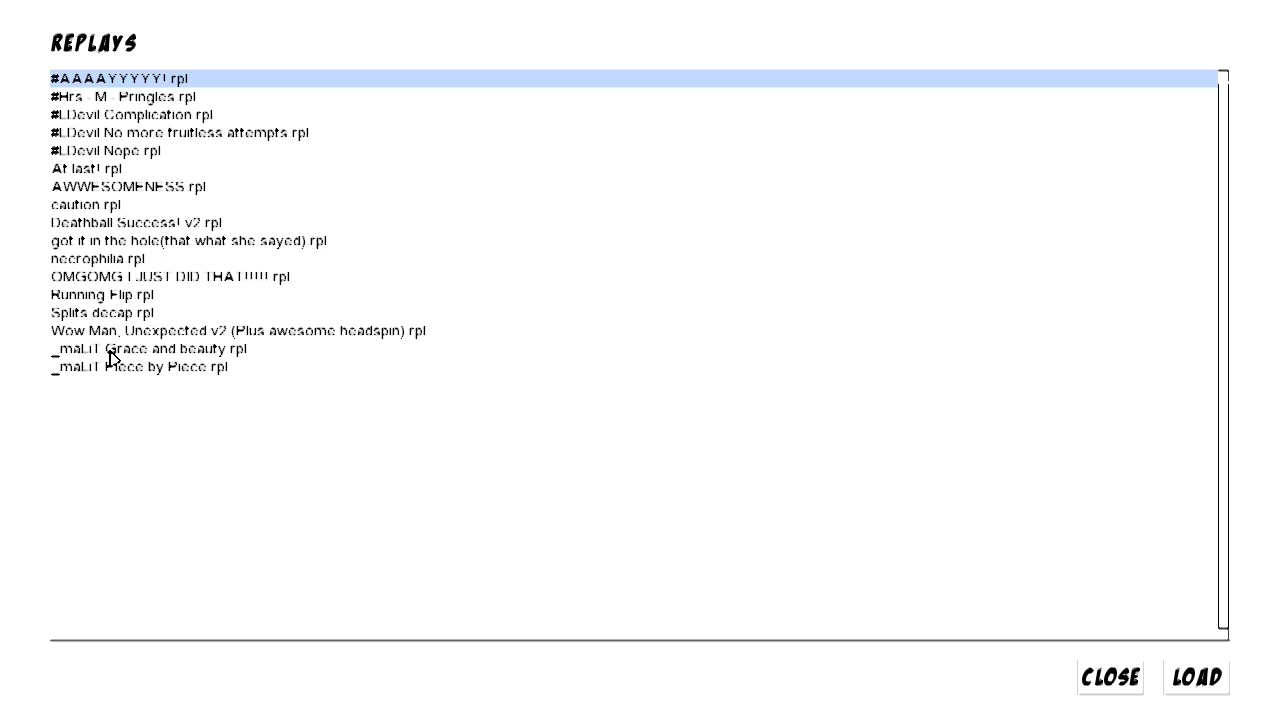 REPLAYS
#AAAAYYYYY!.rpl
#Hrs - M - Pringles.rpl
#LDevil Complication.rpl
#LDevil No more fruitless attempts.rpl
#LDevil Nope.rpl
At last!.rpl
AWWESOMENESS.rpl
caution.rpl
Deathball Success! v2.rpl
got it in the hole(that what she sayed).rpl
necrophilia.rpl
OMGOMG I JUST DID THAT!!!!!.rpl
Running Flip.rpl
Splits decap.rpl
Wow Man, Unexpected v2 (Plus awesome headspin).rpl
_maLiT Grace and beauty.rpl
_maLiT Piece by Piece.rpl
CLOSE LOAD